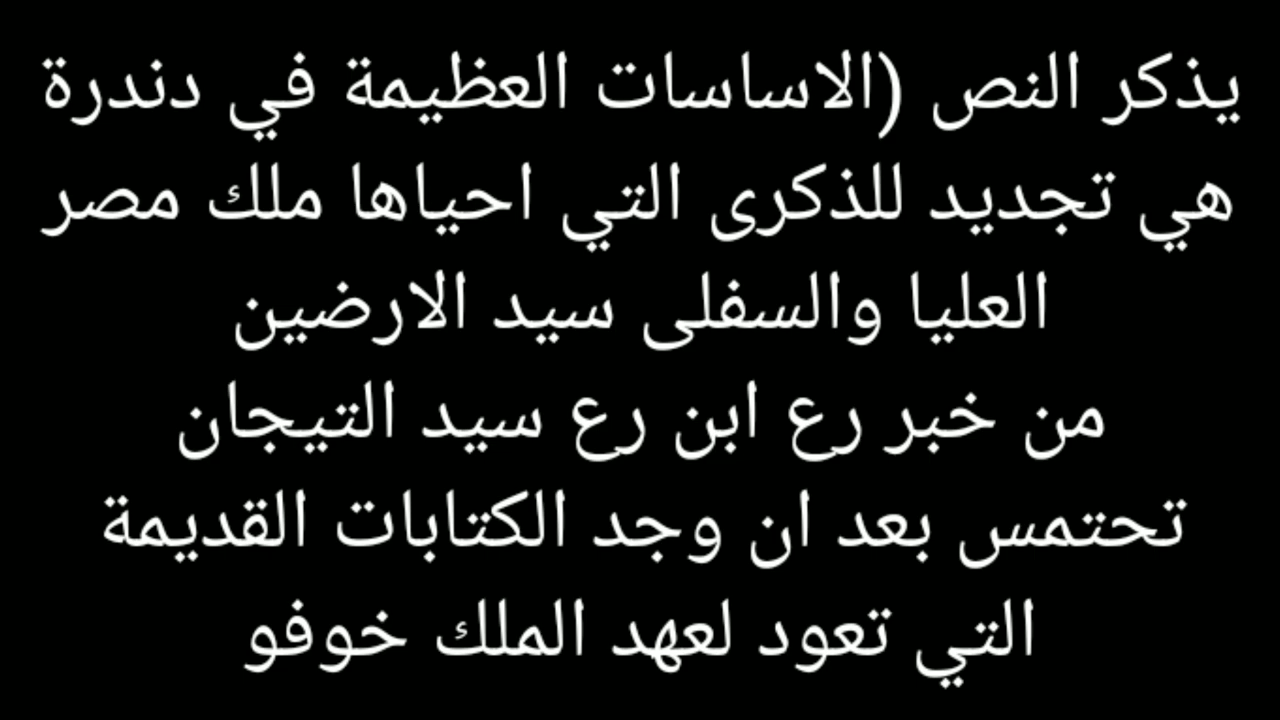 يذكر النص (الاساسات العظيمة في دندرة
هي تجديد للذكرى التي احياها ملك مصر
العليا والسفلى سيد الارضين
من خبر رع ابن رع سيد التيجان
تحتمس بعد ان وجد الكتابات القديمة
التي تعود لعهد الملك خوفو